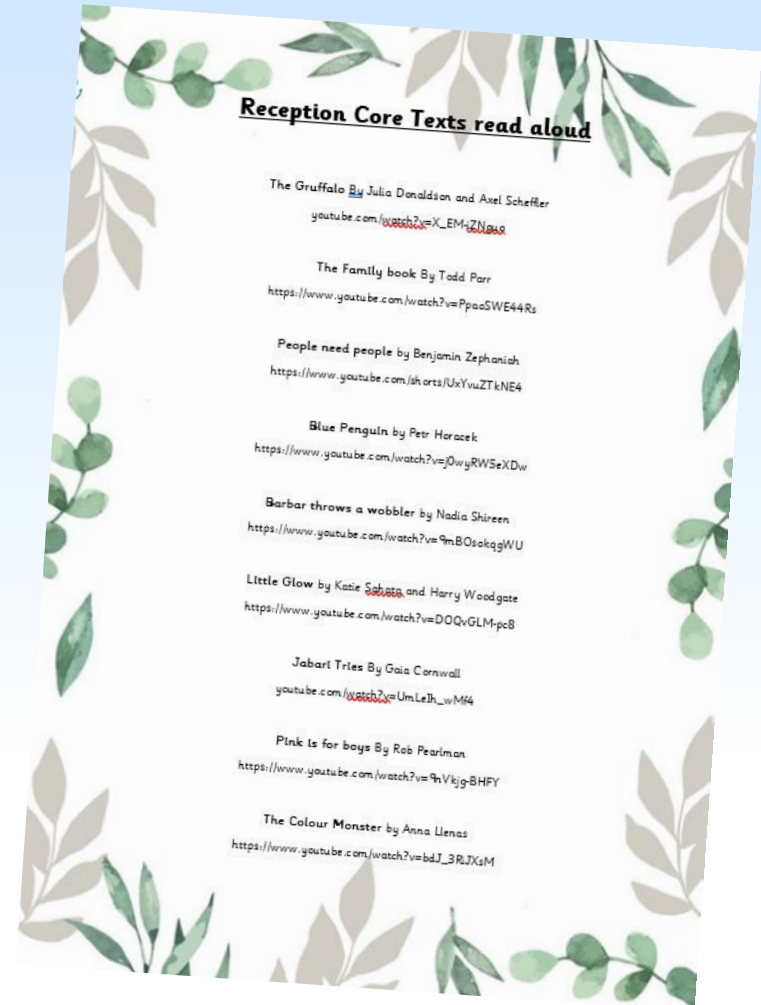 Reception Core Texts read aloud
The Gruffalo By Julia Donaldson and Axel Scheffler
youtube.com/watch?v=X_EM-iZNguo
The Family book By Todd Parr
https://www.youtube.com/watch?v=PpaaSWE44Rs
People need people by Benjamin Zephaniah
https://www.youtube.com/shorts/UxYvuZTkNE4
Blue Penguin by Petr Horacek
https://www.youtube.com/watch?v=j0wyRW5eXDw
Barbar throws a wobbler by Nadia Shireen
https://www.youtube.com/watch?v=9mBOsokqgWU
Little Glow by Katie Sahota and Harry Woodgate
https://www.youtube.com/watch?v=DOQvGLM-pc8
Jabari Tries By Gaia Cornwall
youtube.com/watch?v=UmLeIh_wMf4
Pink is for boys By Rob Pearlman
https://www.youtube.com/watch?v=9nVkjg-BHFY
The Colour Monster by Anna Llenas
https://www.youtube.com/watch?v=bdJ_3RiJXsM